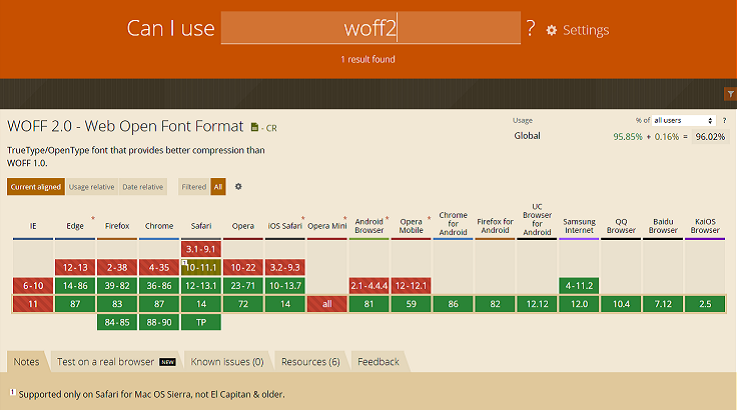 Can I use woff2 ? Settings
1 result found
WOFF 2.0 - Web Open Font Format - CR
Usage % of all users ?
Global 95.85% + 0.16% = 96.02%
TrueType/OpenType font that provides better compression than
WOFF 1.0.
Current aligned Usage relative Date relative Filtered All
IE Edge * Firefox Chrome Safari Opera iOS Safari * Opera Mini * Android Browser * Opera Mobile * Chrome for Android Firefox for Android UC Browser for Android Samsung Internet QQ Browser Baidu Browser KaiOS Browser
3.1-9.1
12-13 2-38 4-35 1 10-11.1 10-22 3.2-9.3
6-10 14-86 39-82 36-86 12-13.1 23-71 10-13.7 2.1-4.4.4 12-12.1 4-11.2
11 87 83 87 14 72 14 all 81 59 86 82 12.12 12.0 10.4 7.12 2.5
84-85 88-90 TP
Notes Test on a real browser NEW Known issues (0) Resources (6) Feedback
1 Supported only on Safari for Mac OS Sierra, not El Capitan & older.